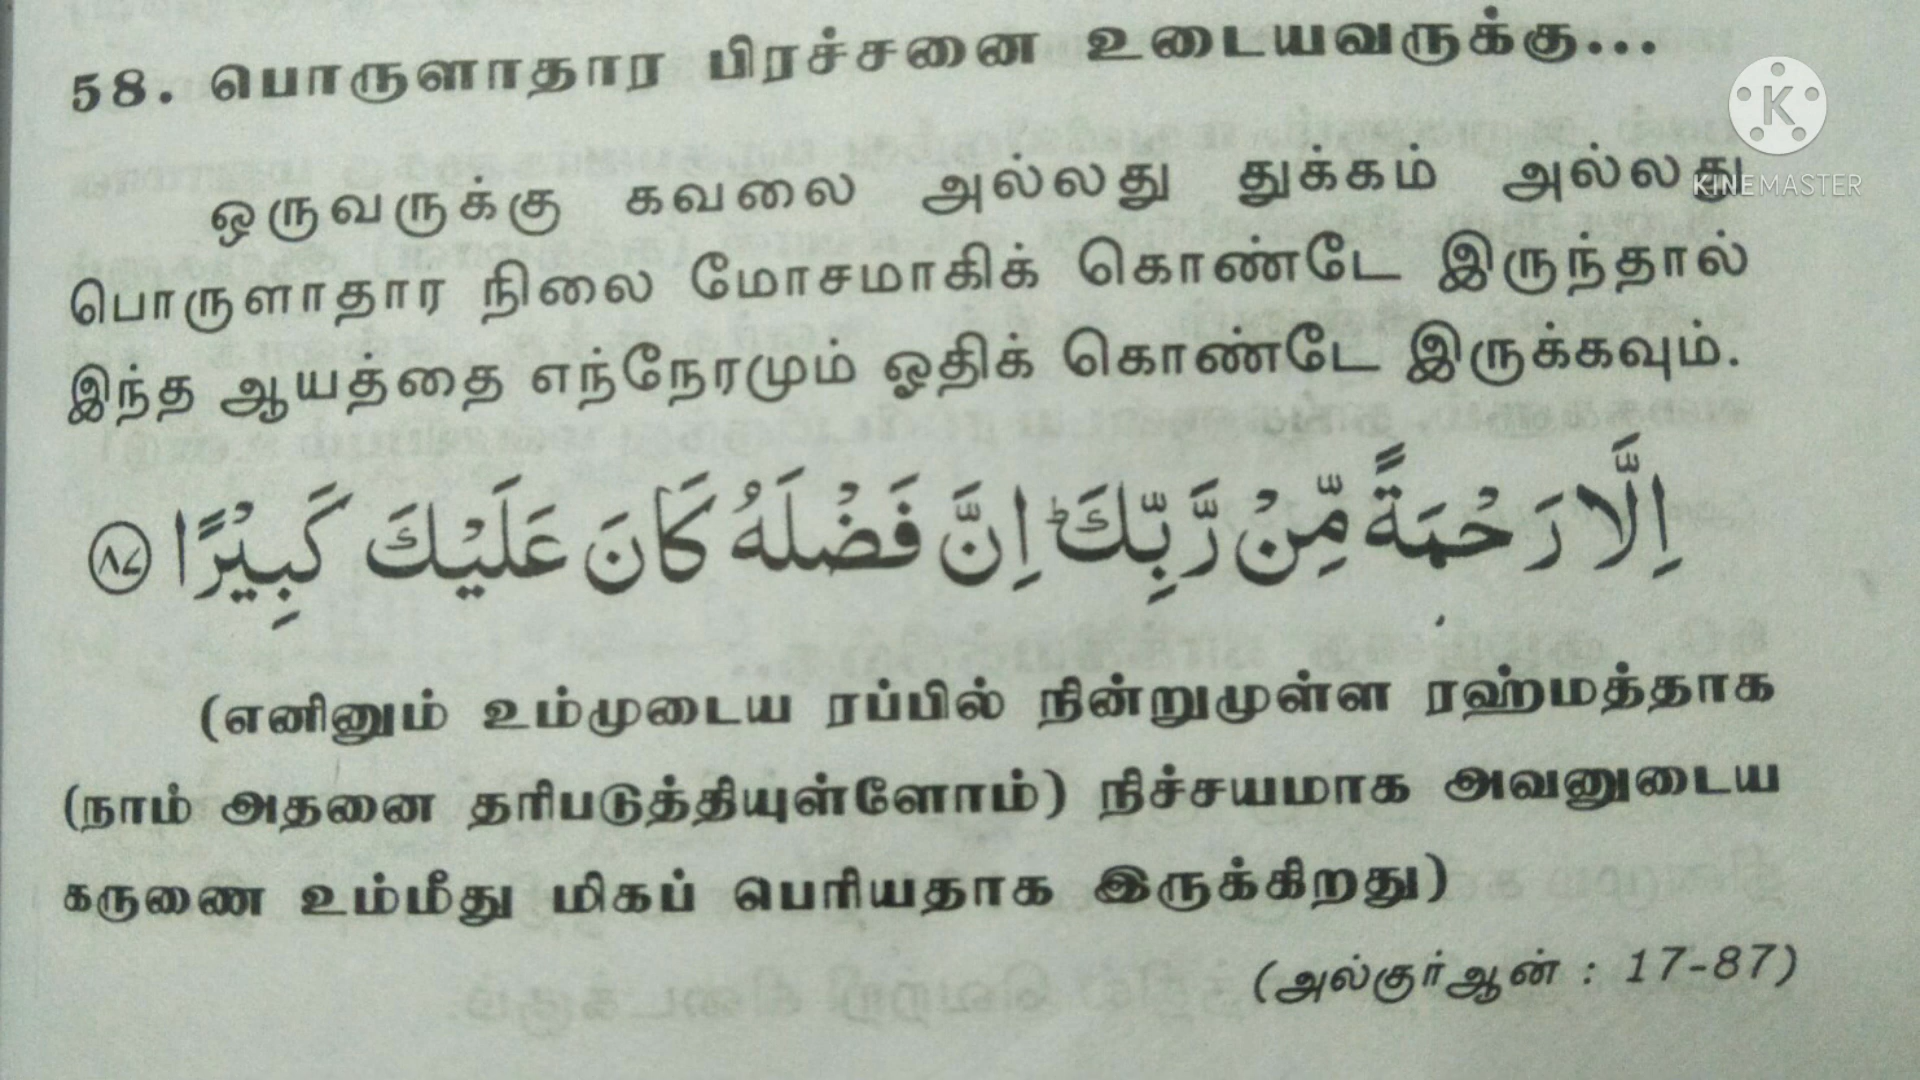 58. பொருளாதார பிரச்சனை உடையவருக்கு...
ஒருவருக்கு கவலை அல்லது துக்கம் அல்லது
பொருளாதார நிலை மோசமாகிக் கொண்டே இருந்தால்
இந்த ஆயத்தை எந்நேரமும் ஓதிக் கொண்டே இருக்கவும்.
اِلَّا رَحْمَةً مِّنْ رَّبِّكَ ؕ اِنَّ فَضْلَهٗ كَانَ عَلَيْكَ كَبِيْرًا ﴿۸۷﴾
(எனினும் உம்முடைய ரப்பில் நின்றுமுள்ள ரஹ்மத்தாக
(நாம் அதனை தரிபடுத்தியுள்ளோம்) நிச்சயமாக அவனுடைய
கருணை உம்மீது மிகப் பெரியதாக இருக்கிறது)
(அல்குர்ஆன் : 17-87)
K
KINEMASTER